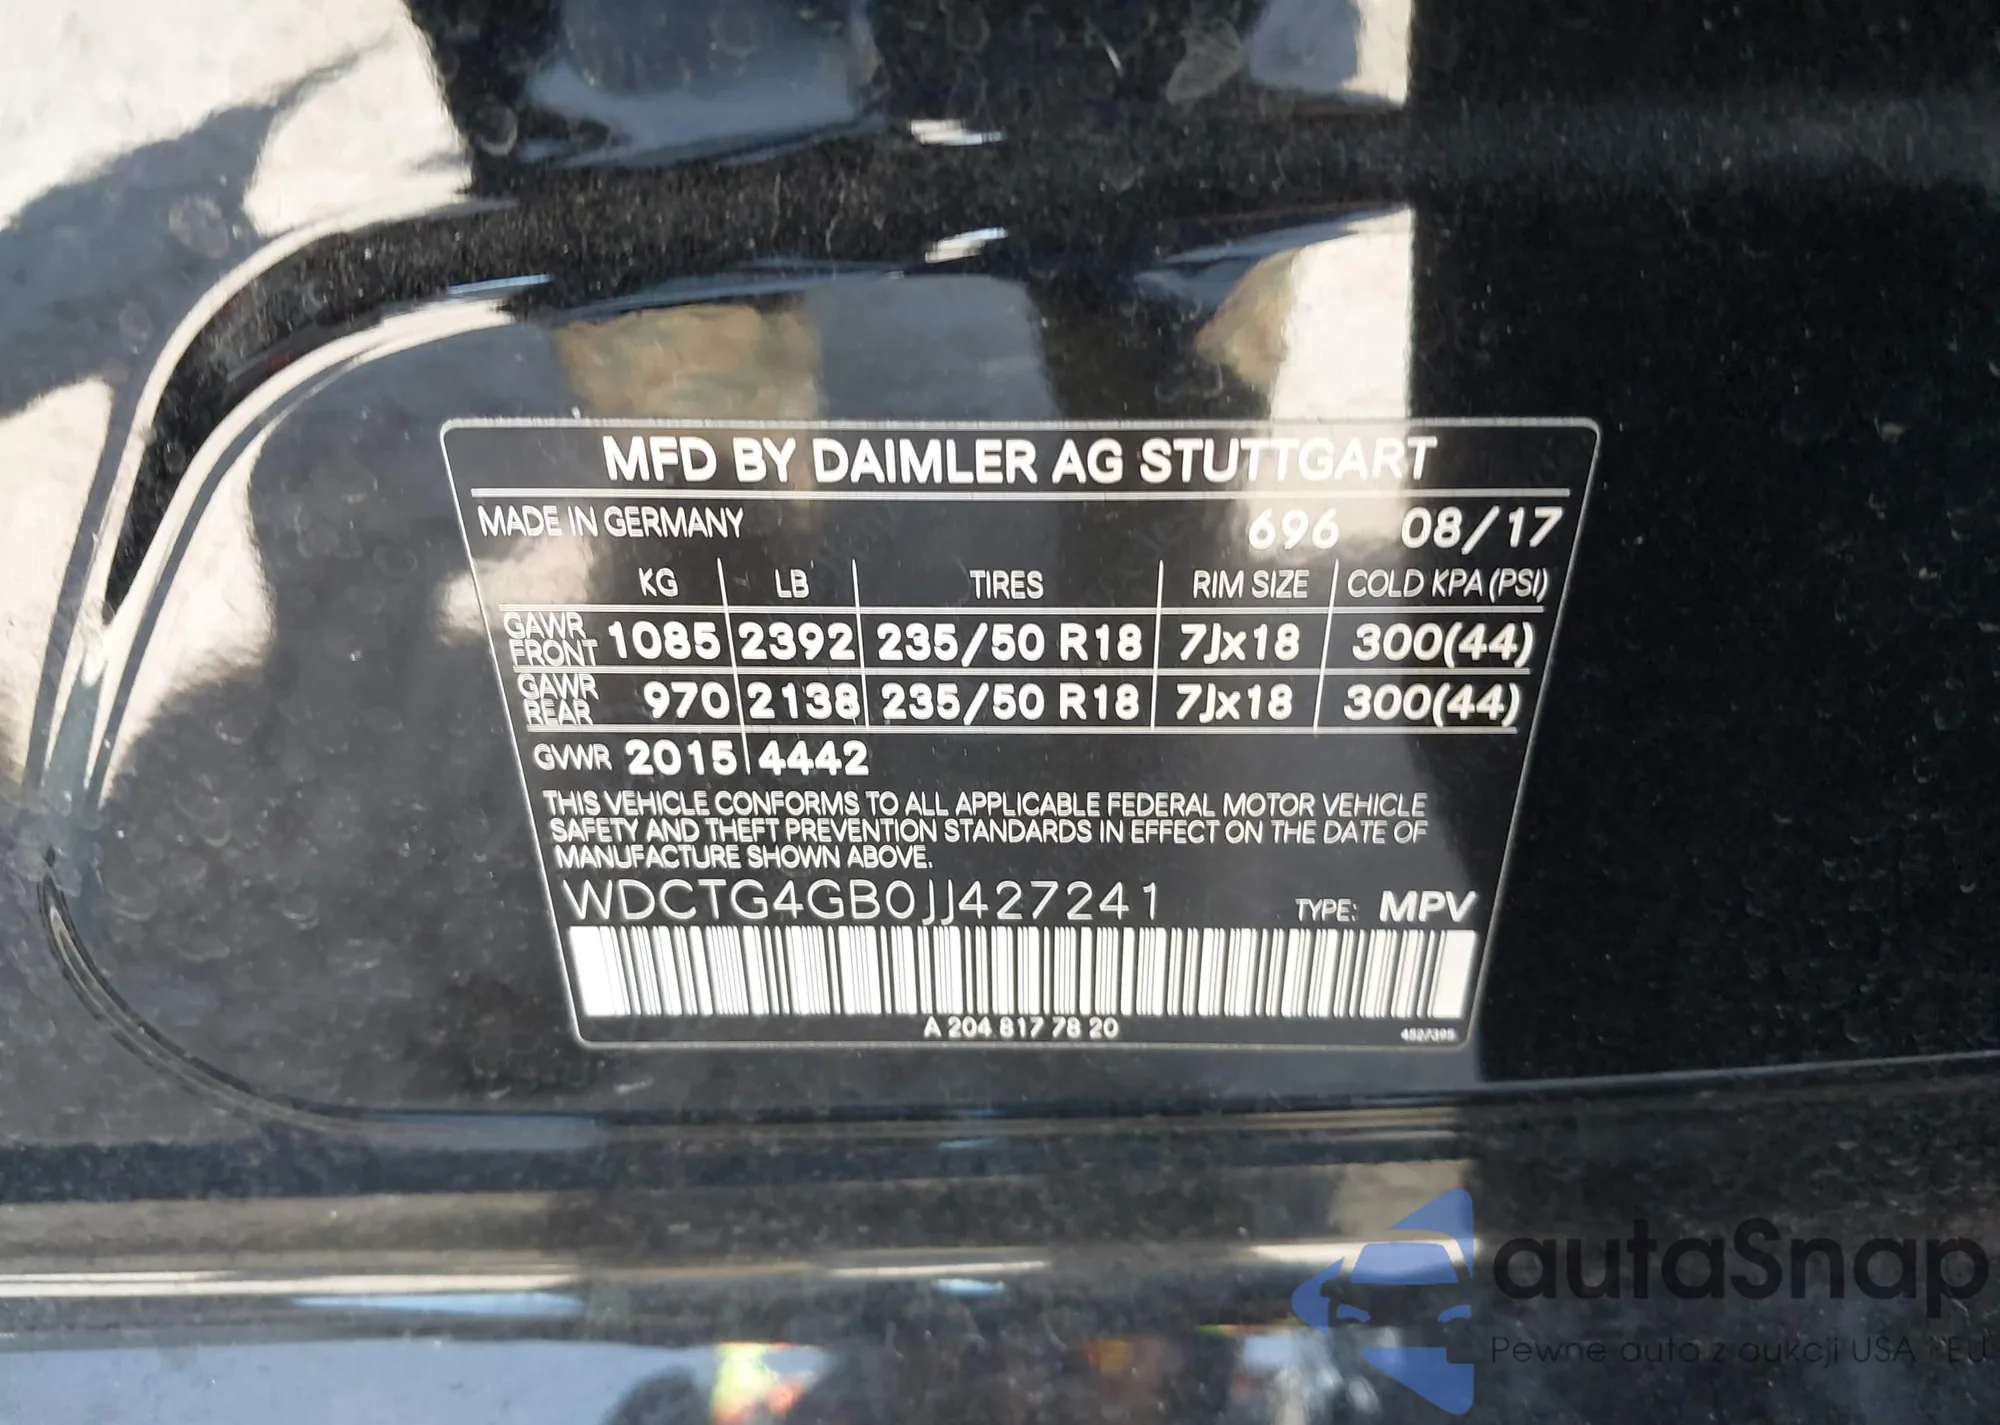 MFD BY DAIMLER AG STUTTGART
MADE IN GERMANY 696 08/17
KG LB TIRES RIM SIZE COLD KPA (PSI)
GAWR FRONT 1085 2392 235/50 R18 7Jx18 300(44)
GAWR REAR 970 2138 235/50 R18 7Jx18 300(44)
GVWR 2015 4442
THIS VEHICLE CONFORMS TO ALL APPLICABLE FEDERAL MOTOR VEHICLE
SAFETY AND THEFT PREVENTION STANDARDS IN EFFECT ON THE DATE OF
MANUFACTURE SHOWN ABOVE.
WDCTG4GB0JJ427241 TYPE: MPV
A 204 817 78 20
autaSnap
Pewne auta z aukcji USA i EU